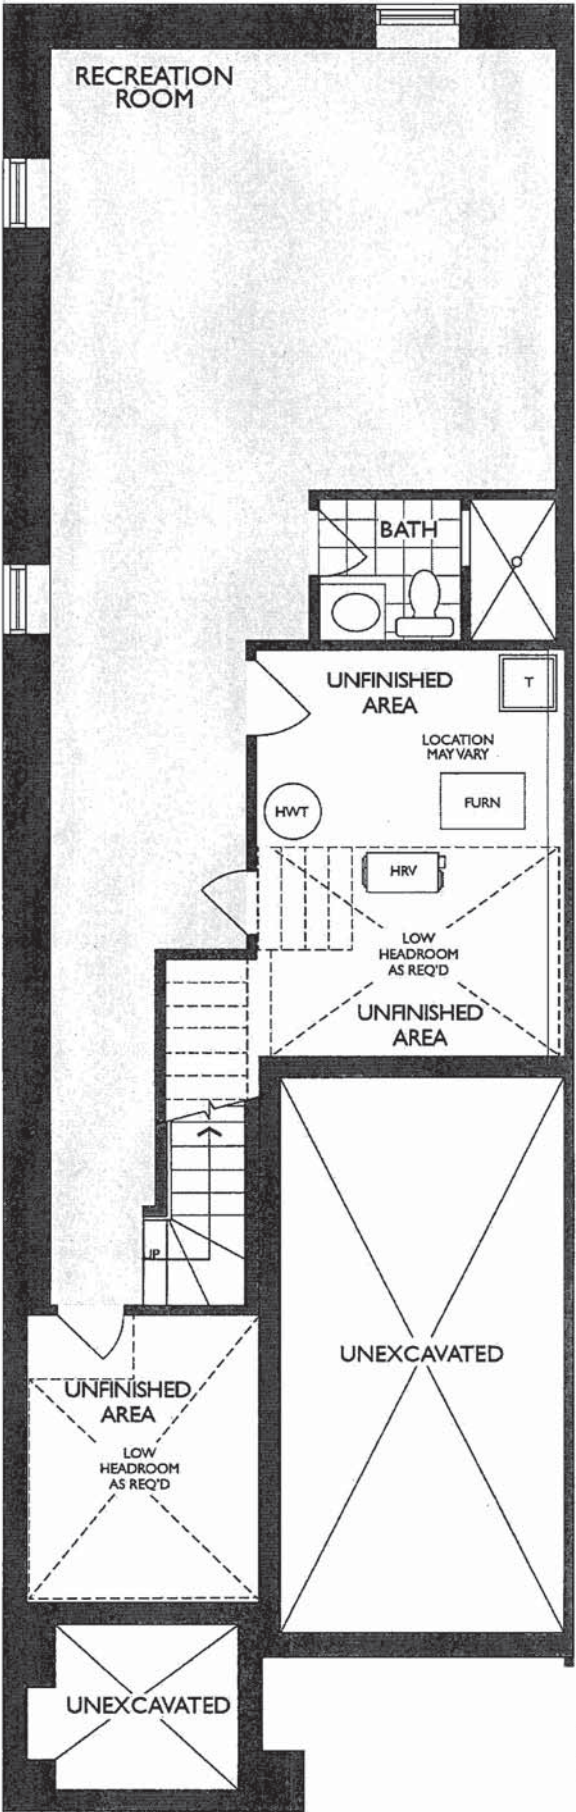 RECREATION
ROOM
BATH
UNFINISHED
AREA
T
LOCATION
MAY VARY
HWT
FURN
HRV
LOW
HEADROOM
AS REQ'D
UNFINISHED
AREA
UP
UNEXCAVATED
UNFINISHED
AREA
LOW
HEADROOM
AS REQ'D
UNEXCAVATED